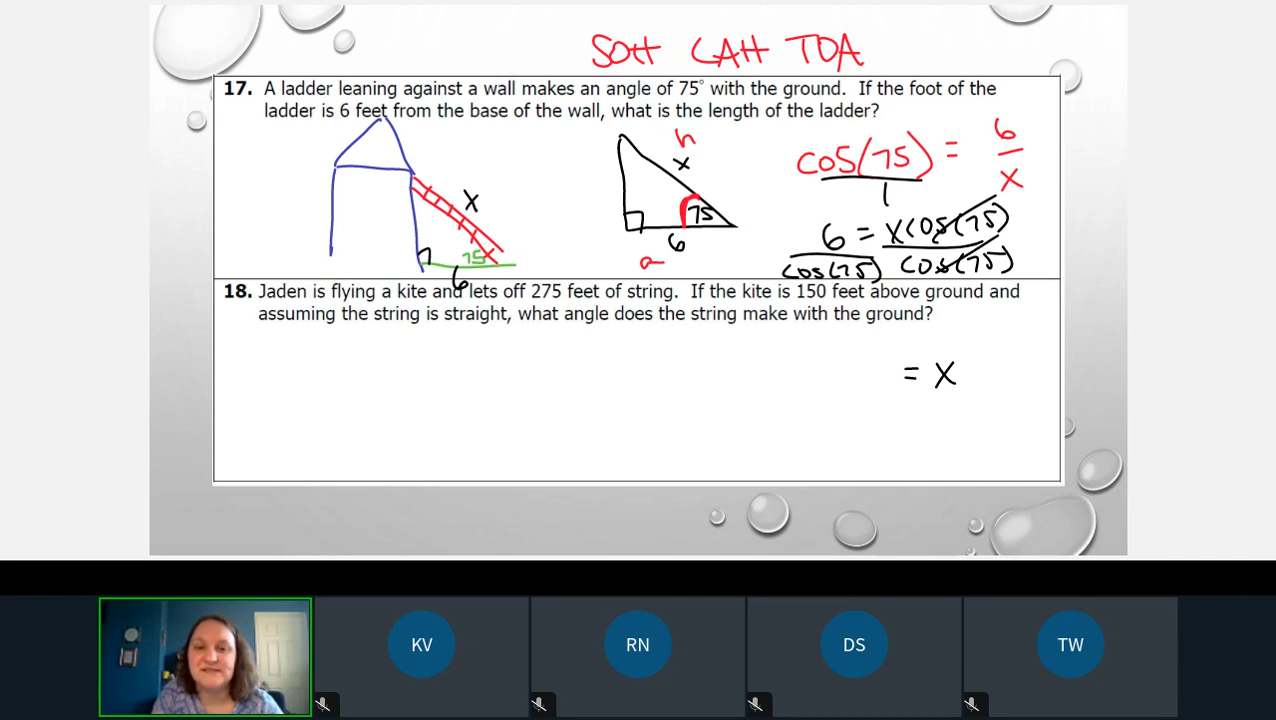 SOH CAH TOA
17. A ladder leaning against a wall makes an angle of 75° with the ground. If the foot of the
ladder is 6 feet from the base of the wall, what is the length of the ladder?
x
75
6
h
x
75
6
a
cos(75) = 6/x
1
6 = xcos(75)
cos(75) cos(75)
18. Jaden is flying a kite and lets off 275 feet of string. If the kite is 150 feet above ground and
assuming the string is straight, what angle does the string make with the ground?
= x
KV
RN
DS
TW